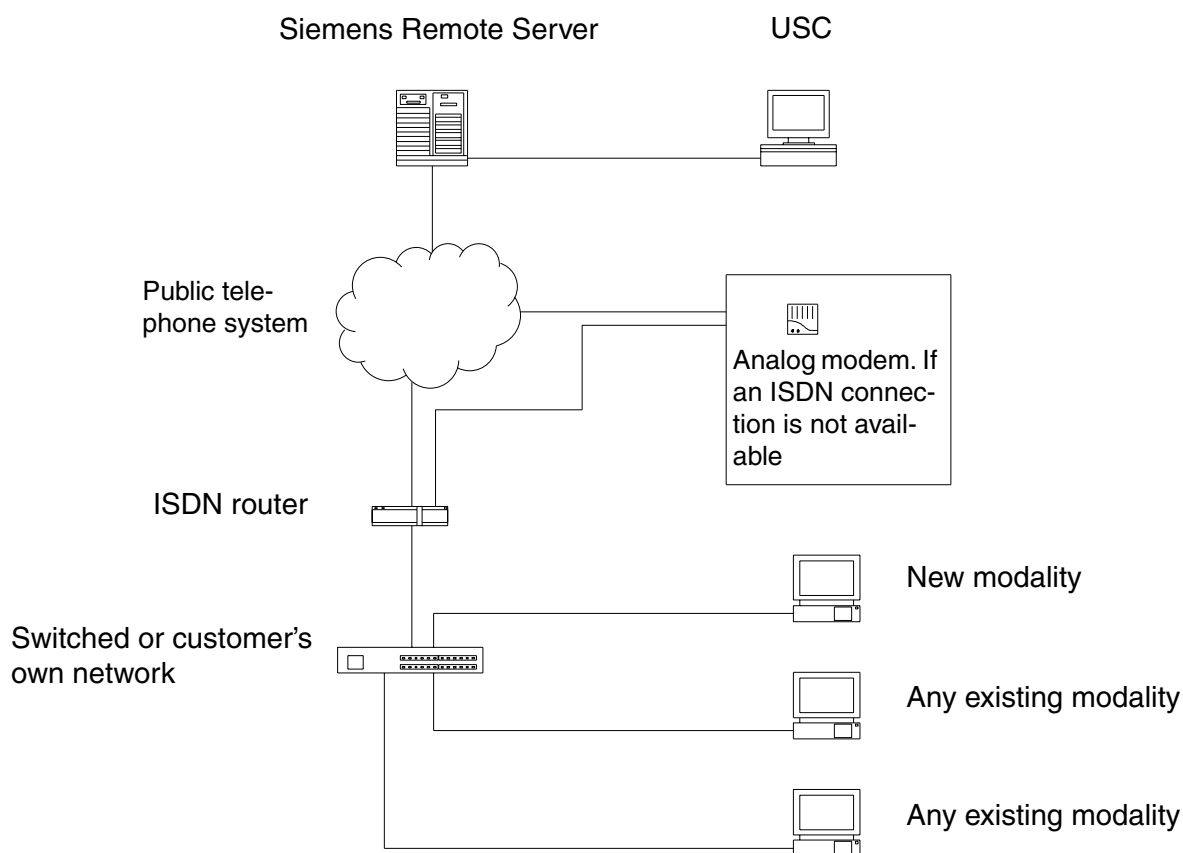 Siemens Remote Server
USC
Public tele-
phone system
Analog modem. If
an ISDN connec-
tion is not avail-
able
ISDN router
New modality
Switched or customer's
own network
Any existing modality
Any existing modality